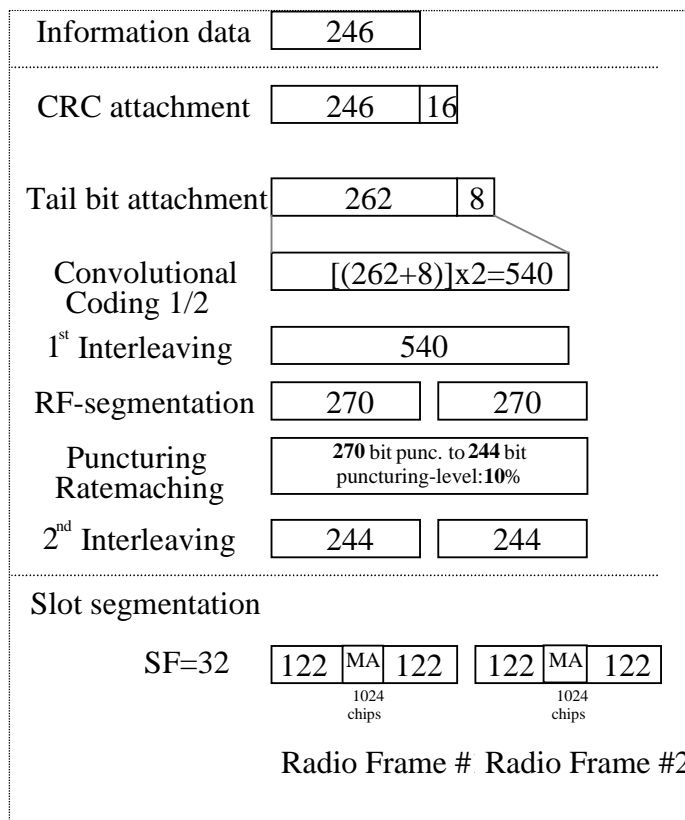 Information data 246
CRC attachment 246 16
Tail bit attachment 262 8
Convolutional
Coding 1/2
[(262+8)]x2=540
1st Interleaving 540
RF-segmentation 270 270
Puncturing
Ratemaching
270 bit punc. to 244 bit
puncturing-level:10%
2nd Interleaving 244 244
Slot segmentation
SF=32 122 MA 122 122 MA 122
1024 1024
chips chips
Radio Frame # Radio Frame #2